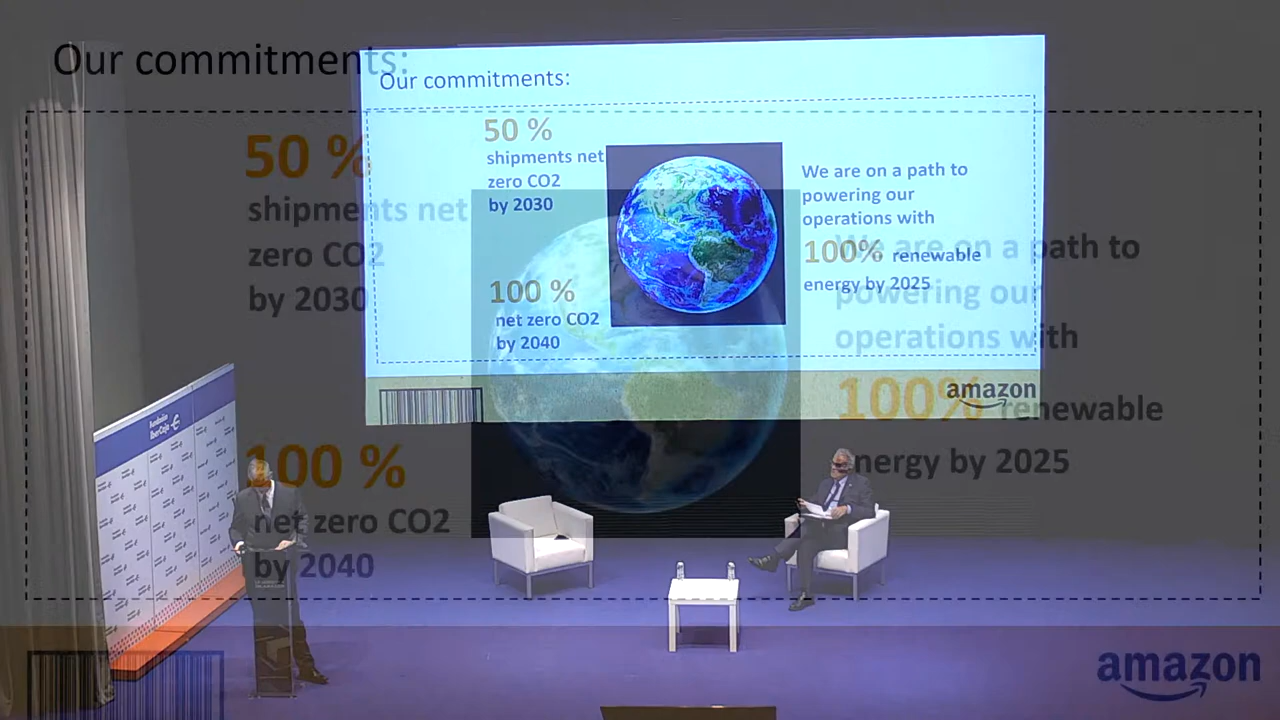 Our commitments:
50 %
shipments net
zero CO2
by 2030
100 %
net zero CO2
by 2040
We are on a path to
powering our
operations with
100% renewable
energy by 2025
amazon
Our commitments:
50 %
shipments net
zero CO2
by 2030
100 %
net zero CO2
by 2040
We are on a path to
powering our
operations with
100% renewable
energy by 2025
amazon
Fundación
iberCaja